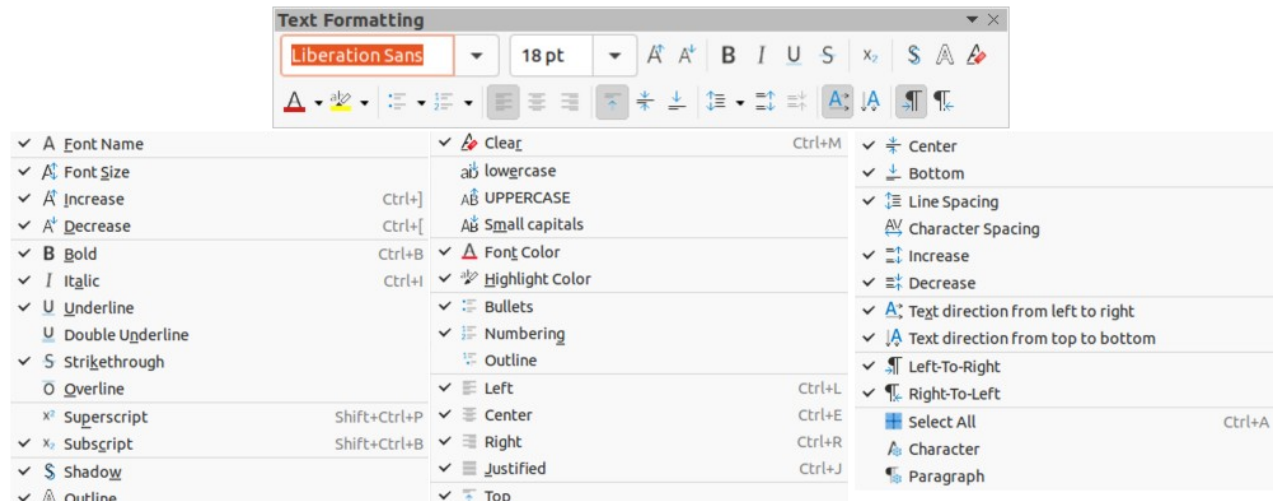 Text Formatting
Liberation Sans
18 pt
Font Name
Font Size
Increase Ctrl+]
Decrease Ctrl+[
Bold Ctrl+B
Italic Ctrl+I
Underline
Double Underline
Strikethrough
Overline
Superscript Shift+Ctrl+P
Subscript Shift+Ctrl+B
Shadow
Outline
Clear Ctrl+M
lowercase
UPPERCASE
Small capitals
Font Color
Highlight Color
Bullets
Numbering
Outline
Left Ctrl+L
Center Ctrl+E
Right Ctrl+R
Justified Ctrl+J
Top
Center
Bottom
Line Spacing
Character Spacing
Increase
Decrease
Text direction from left to right
Text direction from top to bottom
Left-To-Right
Right-To-Left
Select All Ctrl+A
Character
Paragraph